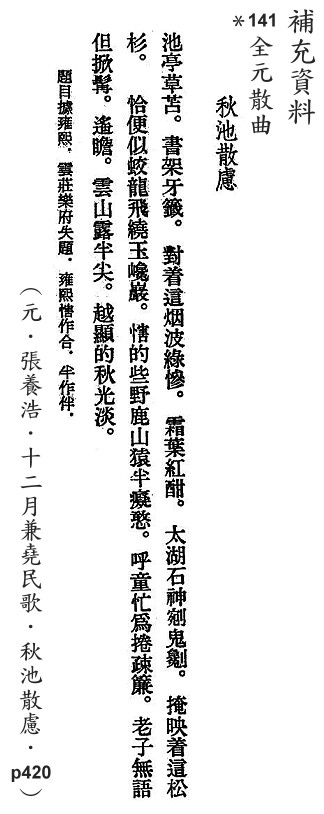 補充資料
*141 全元散曲
秋池散慮
池亭草苫。書架牙籤。對着這烟波綠慘。霜葉紅酣。太湖石神剜鬼劖。掩映着這松
杉。 恰便似蛟龍飛繞玉巉巖。的些野鹿山猿半癡憨。呼童忙爲捲疎簾。老子無語
但掀髯。遙瞻。雲山露半尖。越顯的秋光淡。
題目據雍熙．雲莊樂府失題．雍熙作合．半作伴．
（元．張養浩．十二月兼堯民歌．秋池散慮．p420）